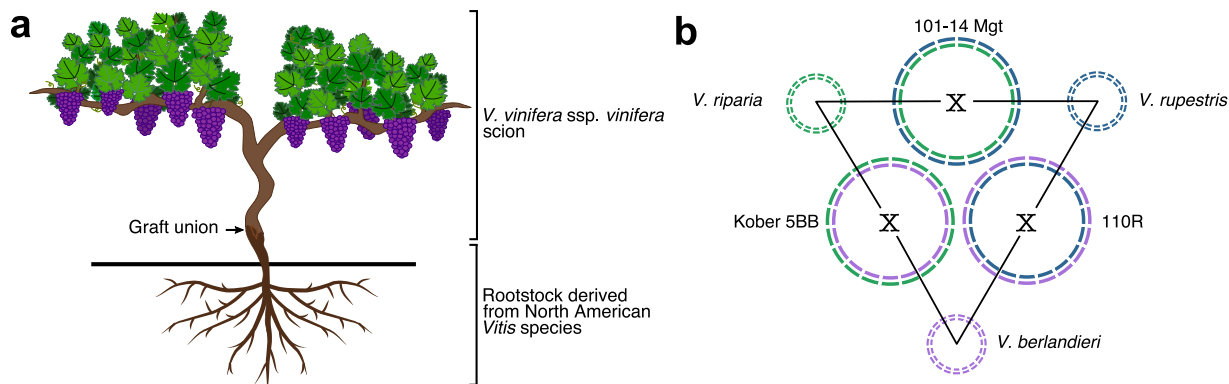 a
V. vinifera ssp. vinifera
scion
Graft union
Rootstock derived
from North American
Vitis species
b
101-14 Mgt
V. riparia
X
V. rupestris
Kober 5BB
X
X
110R
V. berlandieri